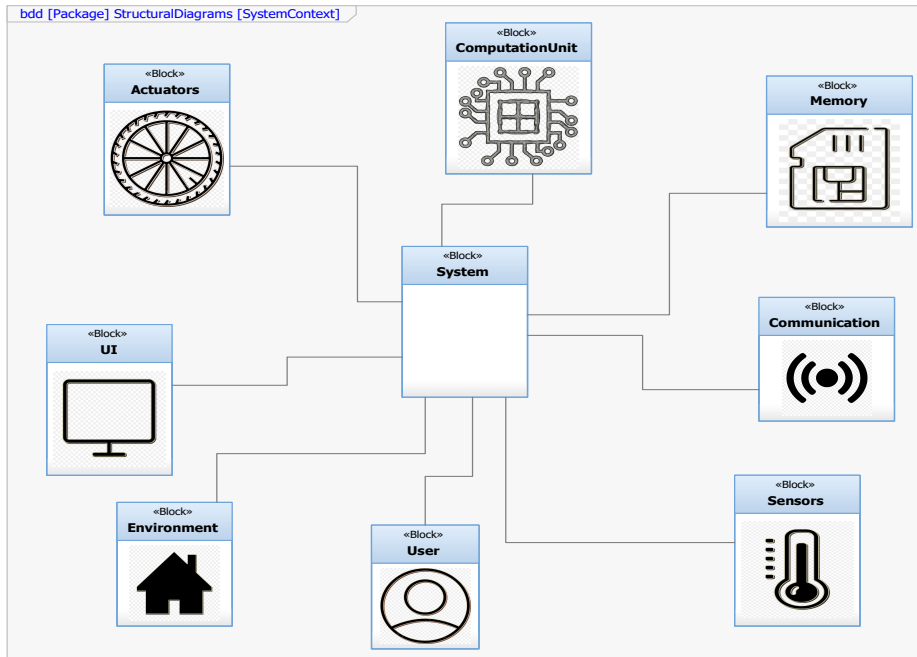 bdd [Package] StructuralDiagrams [SystemContext]
«Block»
ComputationUnit
«Block»
Actuators
«Block»
Memory
«Block»
System
«Block»
Communication
«Block»
UI
«Block»
Sensors
«Block»
Environment
«Block»
User